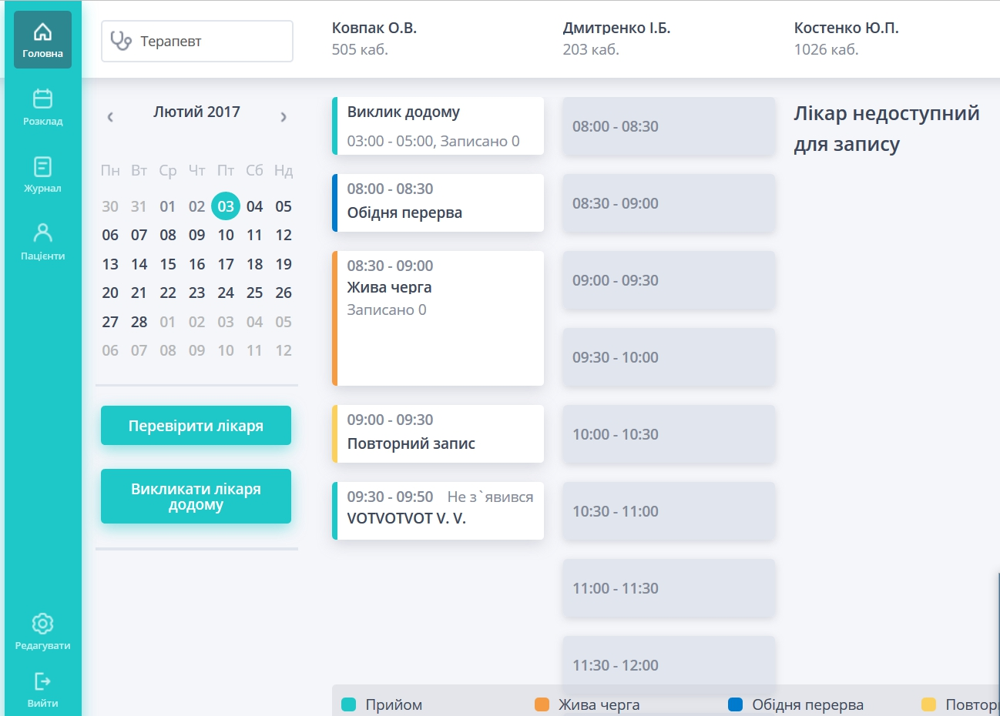 Головна
Розклад
Журнал
Пацієнти
Редагувати
Вийти
Терапевт
Лютий 2017
Пн Вт Ср Чт Пт Сб Нд
30 31 01 02 03 04 05
06 07 08 09 10 11 12
13 14 15 16 17 18 19
20 21 22 23 24 25 26
27 28 01 02 03 04 05
06 07 08 09 10 11 12
Перевірити лікаря
Викликати лікаря
додому
Ковпак О.В.
505 каб.
Виклик додому
03:00 - 05:00, Записано 0
08:00 - 08:30
Обідня перерва
08:30 - 09:00
Жива черга
Записано 0
09:00 - 09:30
Повторний запис
09:30 - 09:50 Не з`явився
VOTVOTVOT V. V.
Дмитренко І.Б.
203 каб.
08:00 - 08:30
08:30 - 09:00
09:00 - 09:30
09:30 - 10:00
10:00 - 10:30
10:30 - 11:00
11:00 - 11:30
11:30 - 12:00
Костенко Ю.П.
1026 каб.
Лікар недоступний
для запису
Прийом
Жива черга
Обідня перерва